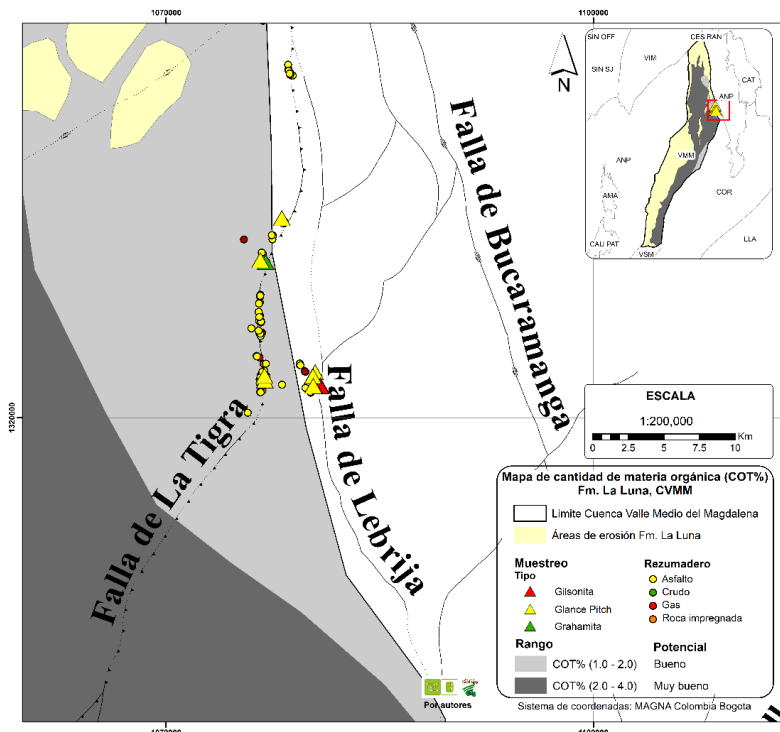 1070000
1100000
SIN OFF
CES RAN
VIM
SIN SJ
CAT
ANP
VMM
ANP
COR
AMA
CAU PAT
LLA
VSM
N
Falla de Bucaramanga
Falla de Lebrija
Falla de La Tigra
1320000
1320000
ESCALA
1:200,000
0 2.5 5 10
Km
Mapa de cantidad de materia orgánica (COT%)
Fm. La Luna, CVMM
Limite Cuenca Valle Medio del Magdalena
Áreas de erosión Fm. La Luna
Muestreo
Tipo
Gilsonita
Glance Pitch
Grahamita
Rezumadero
Asfalto
Crudo
Gas
Roca impregnada
Rango
Potencial
COT% (1.0 - 2.0) Bueno
COT% (2.0 - 4.0) Muy bueno
Sistema de coordenadas: MAGNA Colombia Bogota
Por autores